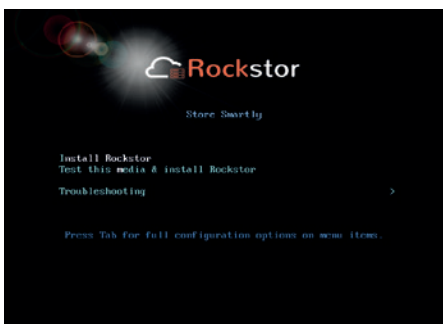 Rockstor
Store Smartly
Install Rockstor
Test this media & install Rockstor
Troubleshooting >
Press Tab for full configuration options on menu items.